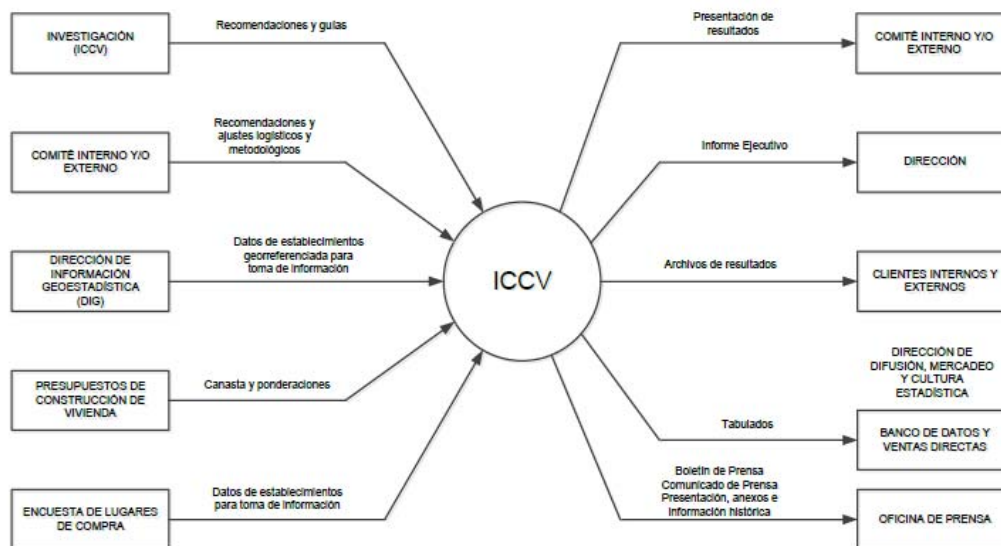 INVESTIGACIÓN
(ICCV)
Recomendaciones y guías
Presentación de
resultados
COMITÉ INTERNO Y/O
EXTERNO
COMITÉ INTERNO Y/O
EXTERNO
Recomendaciones y
ajustes logísticos y
metodológicos
Informe Ejecutivo
DIRECCIÓN
DIRECCIÓN DE
INFORMACIÓN
GEOESTADÍSTICA
(DIG)
Datos de establecimientos
georreferenciada para
toma de información
ICCV
Archivos de resultados
CLIENTES INTERNOS Y
EXTERNOS
PRESUPUESTOS DE
CONSTRUCCIÓN DE
VIVIENDA
Canasta y ponderaciones
DIRECCIÓN DE
DIFUSIÓN, MERCADEO
Y CULTURA
ESTADÍSTICA
Tabulados
BANCO DE DATOS Y
VENTAS DIRECTAS
ENCUESTA DE LUGARES
DE COMPRA
Datos de establecimientos
para toma de información
Boletín de Prensa
Comunicado de Prensa
Presentación, anexos e
información histórica
OFICINA DE PRENSA